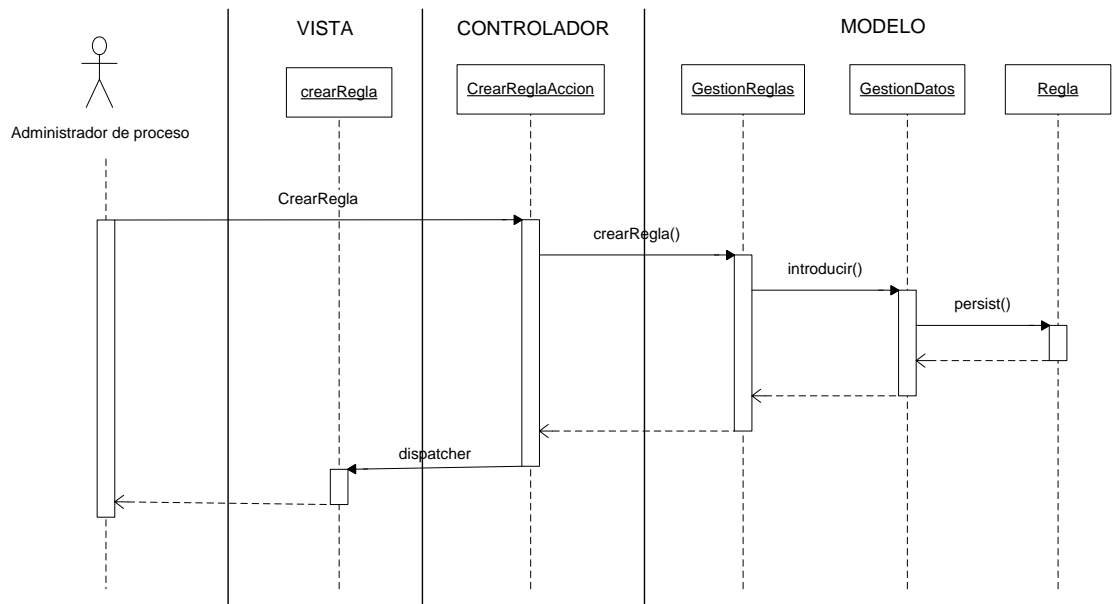 VISTA
CONTROLADOR
MODELO
crearRegla
CrearReglaAccion
GestionReglas
GestionDatos
Regla
Administrador de proceso
CrearRegla
crearRegla()
introducir()
persist()
dispatcher